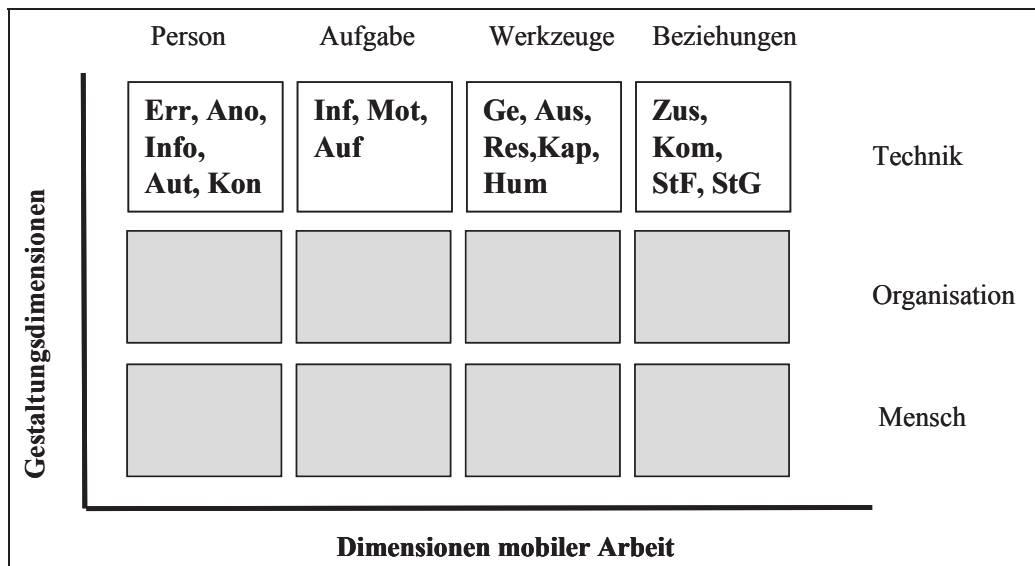 Person Aufgabe Werkzeuge Beziehungen
Err, Ano,
Info,
Aut, Kon
Inf, Mot,
Auf
Ge, Aus,
Res,Kap,
Hum
Zus,
Kom,
StF, StG
Technik
Organisation
Mensch
Gestaltungsdimensionen
Dimensionen mobiler Arbeit